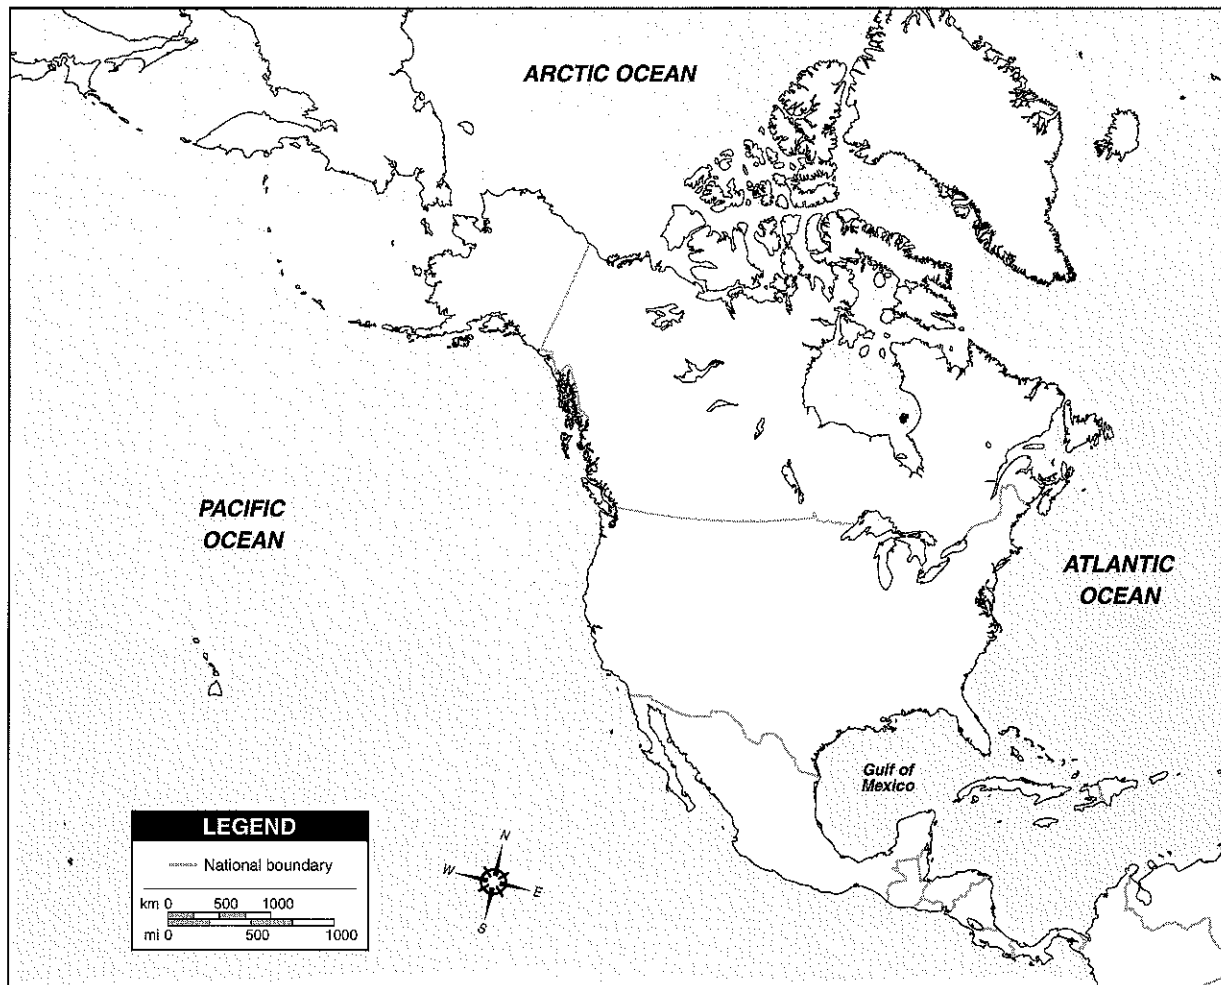 ARCTIC OCEAN
PACIFIC
OCEAN
ATLANTIC
OCEAN
Gulf of
Mexico
LEGEND
National boundary
km 0 500 1000
mi 0 500 1000
N
W
E
S